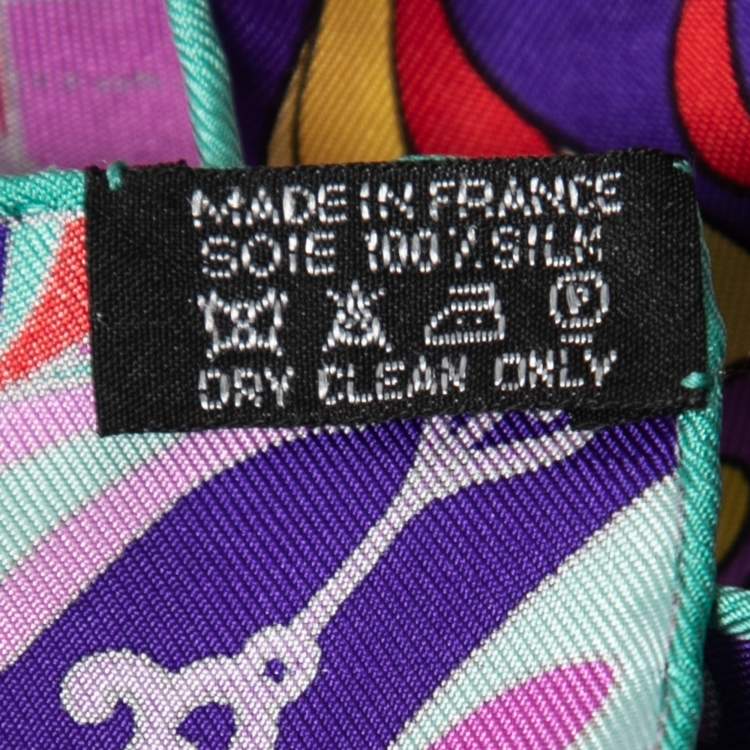 MADE IN FRANCE
SOIE 100% SILK
P
DRY CLEAN ONLY